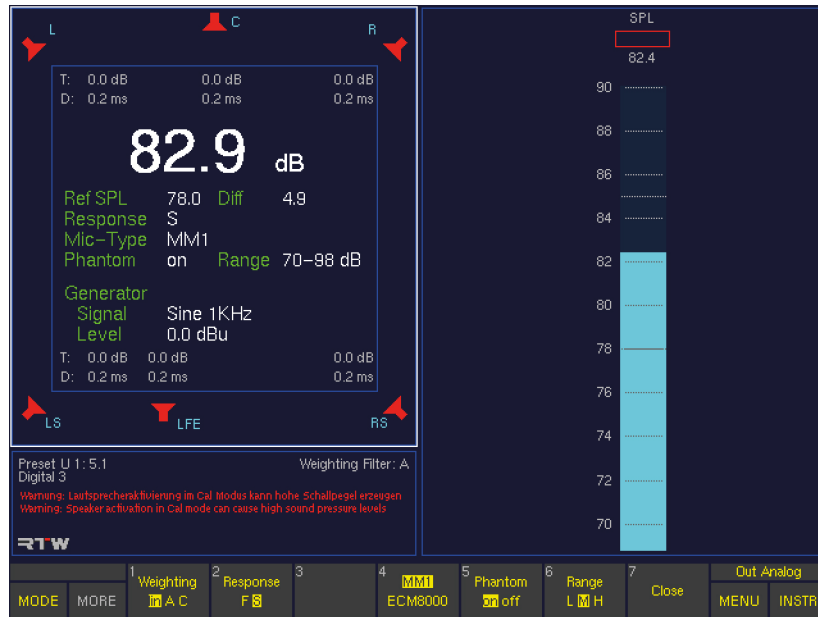 L C R
T: 0.0 dB 0.0 dB 0.0 dB
D: 0.2 ms 0.2 ms 0.2 ms
82.9 dB
Ref SPL 78.0 Diff 4.9
Response S
Mic-Type MM1
Phantom on Range 70-98 dB
Generator
Signal Sine 1KHz
Level 0.0 dBu
T: 0.0 dB 0.0 dB 0.0 dB
D: 0.2 ms 0.2 ms 0.2 ms
LS LFE RS
Preset U 1: 5.1 Weighting Filter: A
Digital 3
Warnung: Lautsprecheraktivierung im Cal Modus kann hohe Schallpegel erzeugen
Warning: Speaker activation in Cal mode can cause high sound pressure levels
RTW
SPL
82.4
90
88
86
84
82
80
78
76
74
72
70
MODE MORE
1 Weighting
lin A C
2 Response
F S
3
4 MM1
ECM8000
5 Phantom
on off
6 Range
L M H
7 Close
Out Analog
MENU INSTR